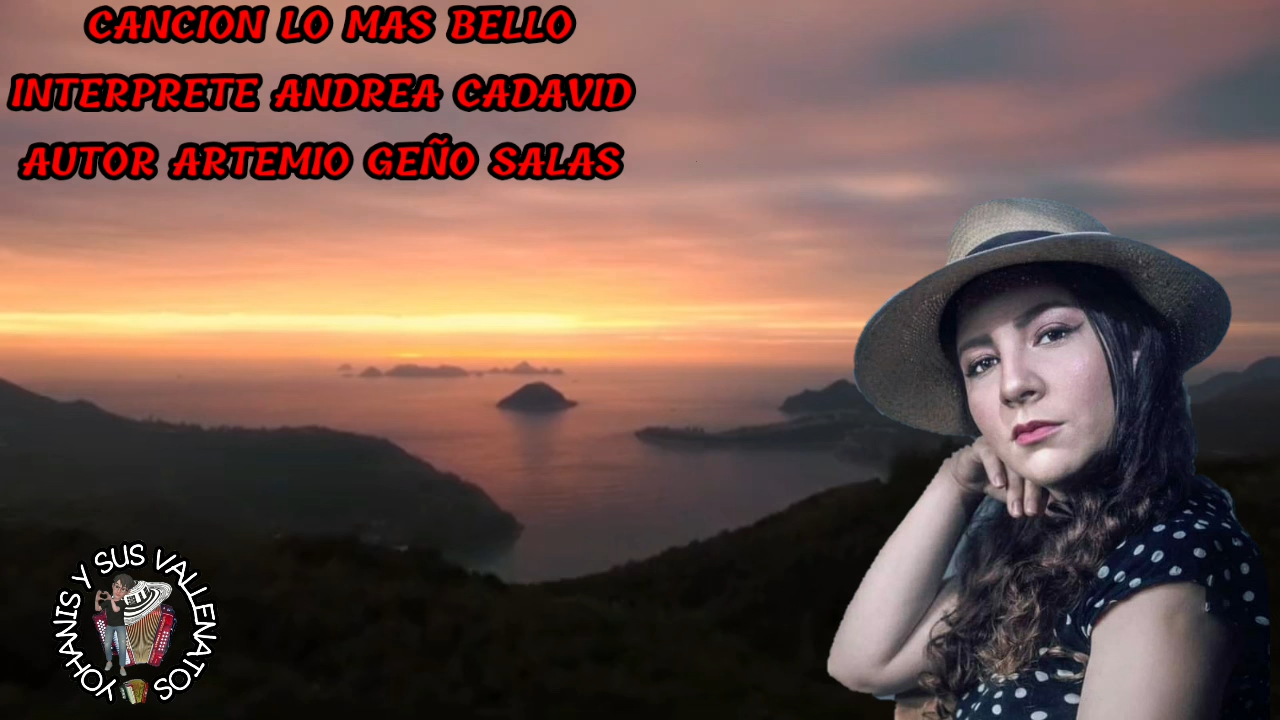 CANCION LO MAS BELLO
INTERPRETE ANDREA CADAVID
AUTOR ARTEMIO GEÑO SALAS
YOHANIS Y SUS VALLENATOS